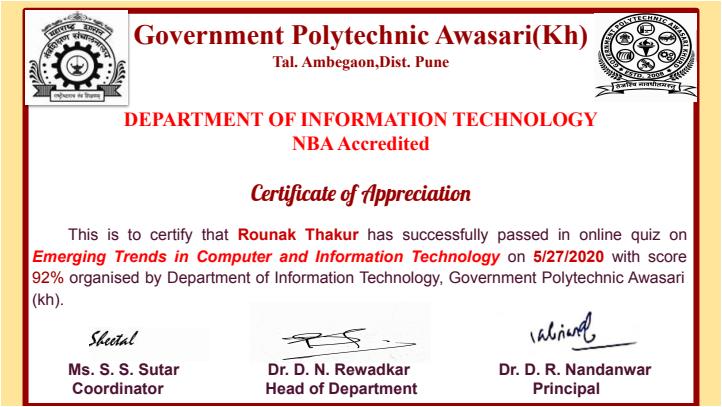 Government Polytechnic Awasari(Kh)
Tal. Ambegaon,Dist. Pune
DEPARTMENT OF INFORMATION TECHNOLOGY
NBA Accredited
Certificate of Appreciation
This is to certify that Rounak Thakur has successfully passed in online quiz on
Emerging Trends in Computer and Information Technology on 5/27/2020 with score
92% organised by Department of Information Technology, Government Polytechnic Awasari
(kh).
Sheetal
Ms. S. S. Sutar Dr. D. N. Rewadkar Dr. D. R. Nandanwar
Coordinator Head of Department Principal